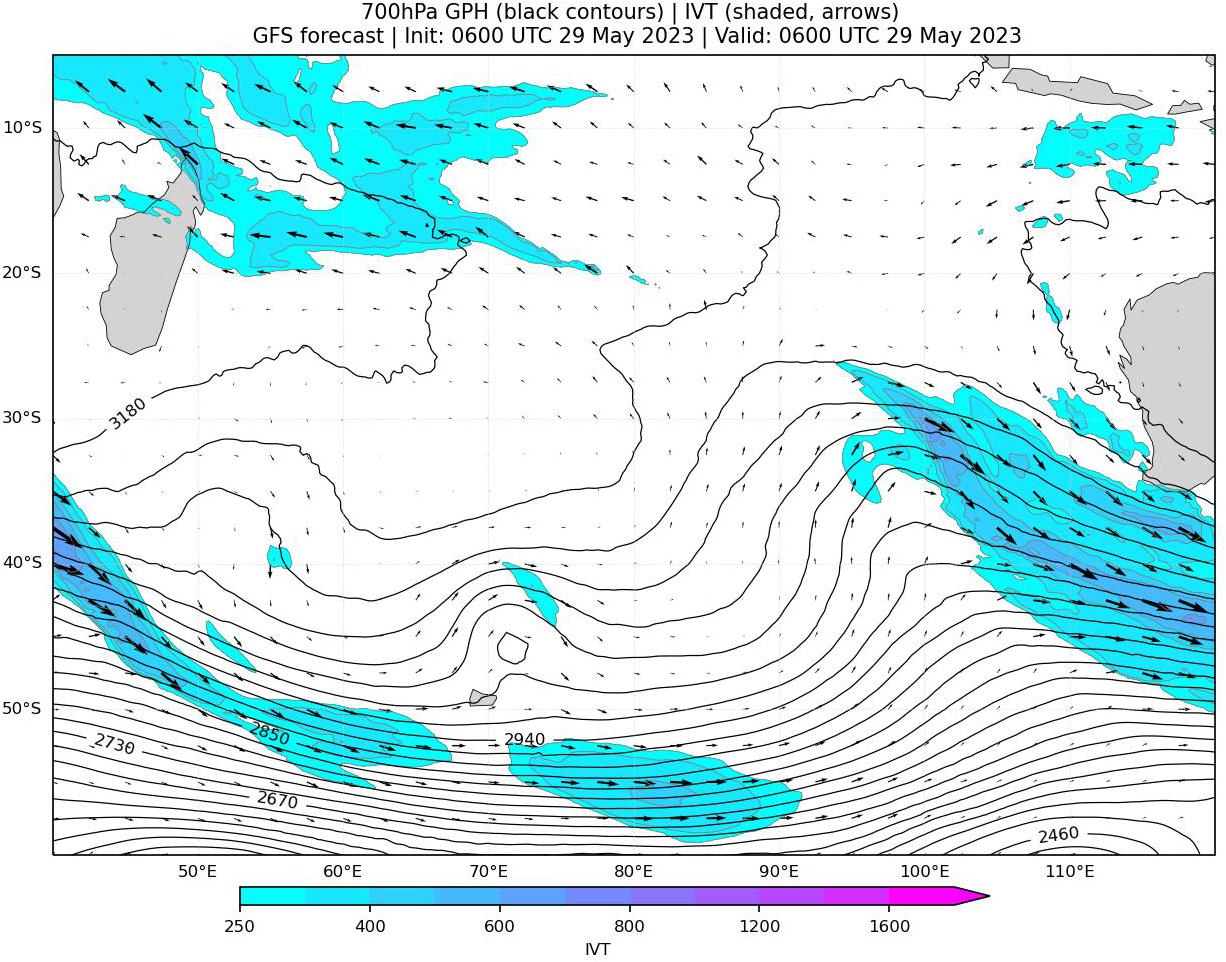 700hPa GPH (black contours) | IVT (shaded, arrows)
GFS forecast | Init: 0600 UTC 29 May 2023 | Valid: 0600 UTC 29 May 2023
10°S
20°S
3180
30°S
40°S
50°S
2850
2730
2940
2670
2460
50°E 60°E 70°E 80°E 90°E 100°E 110°E
250 400 600 800 1200 1600
IVT